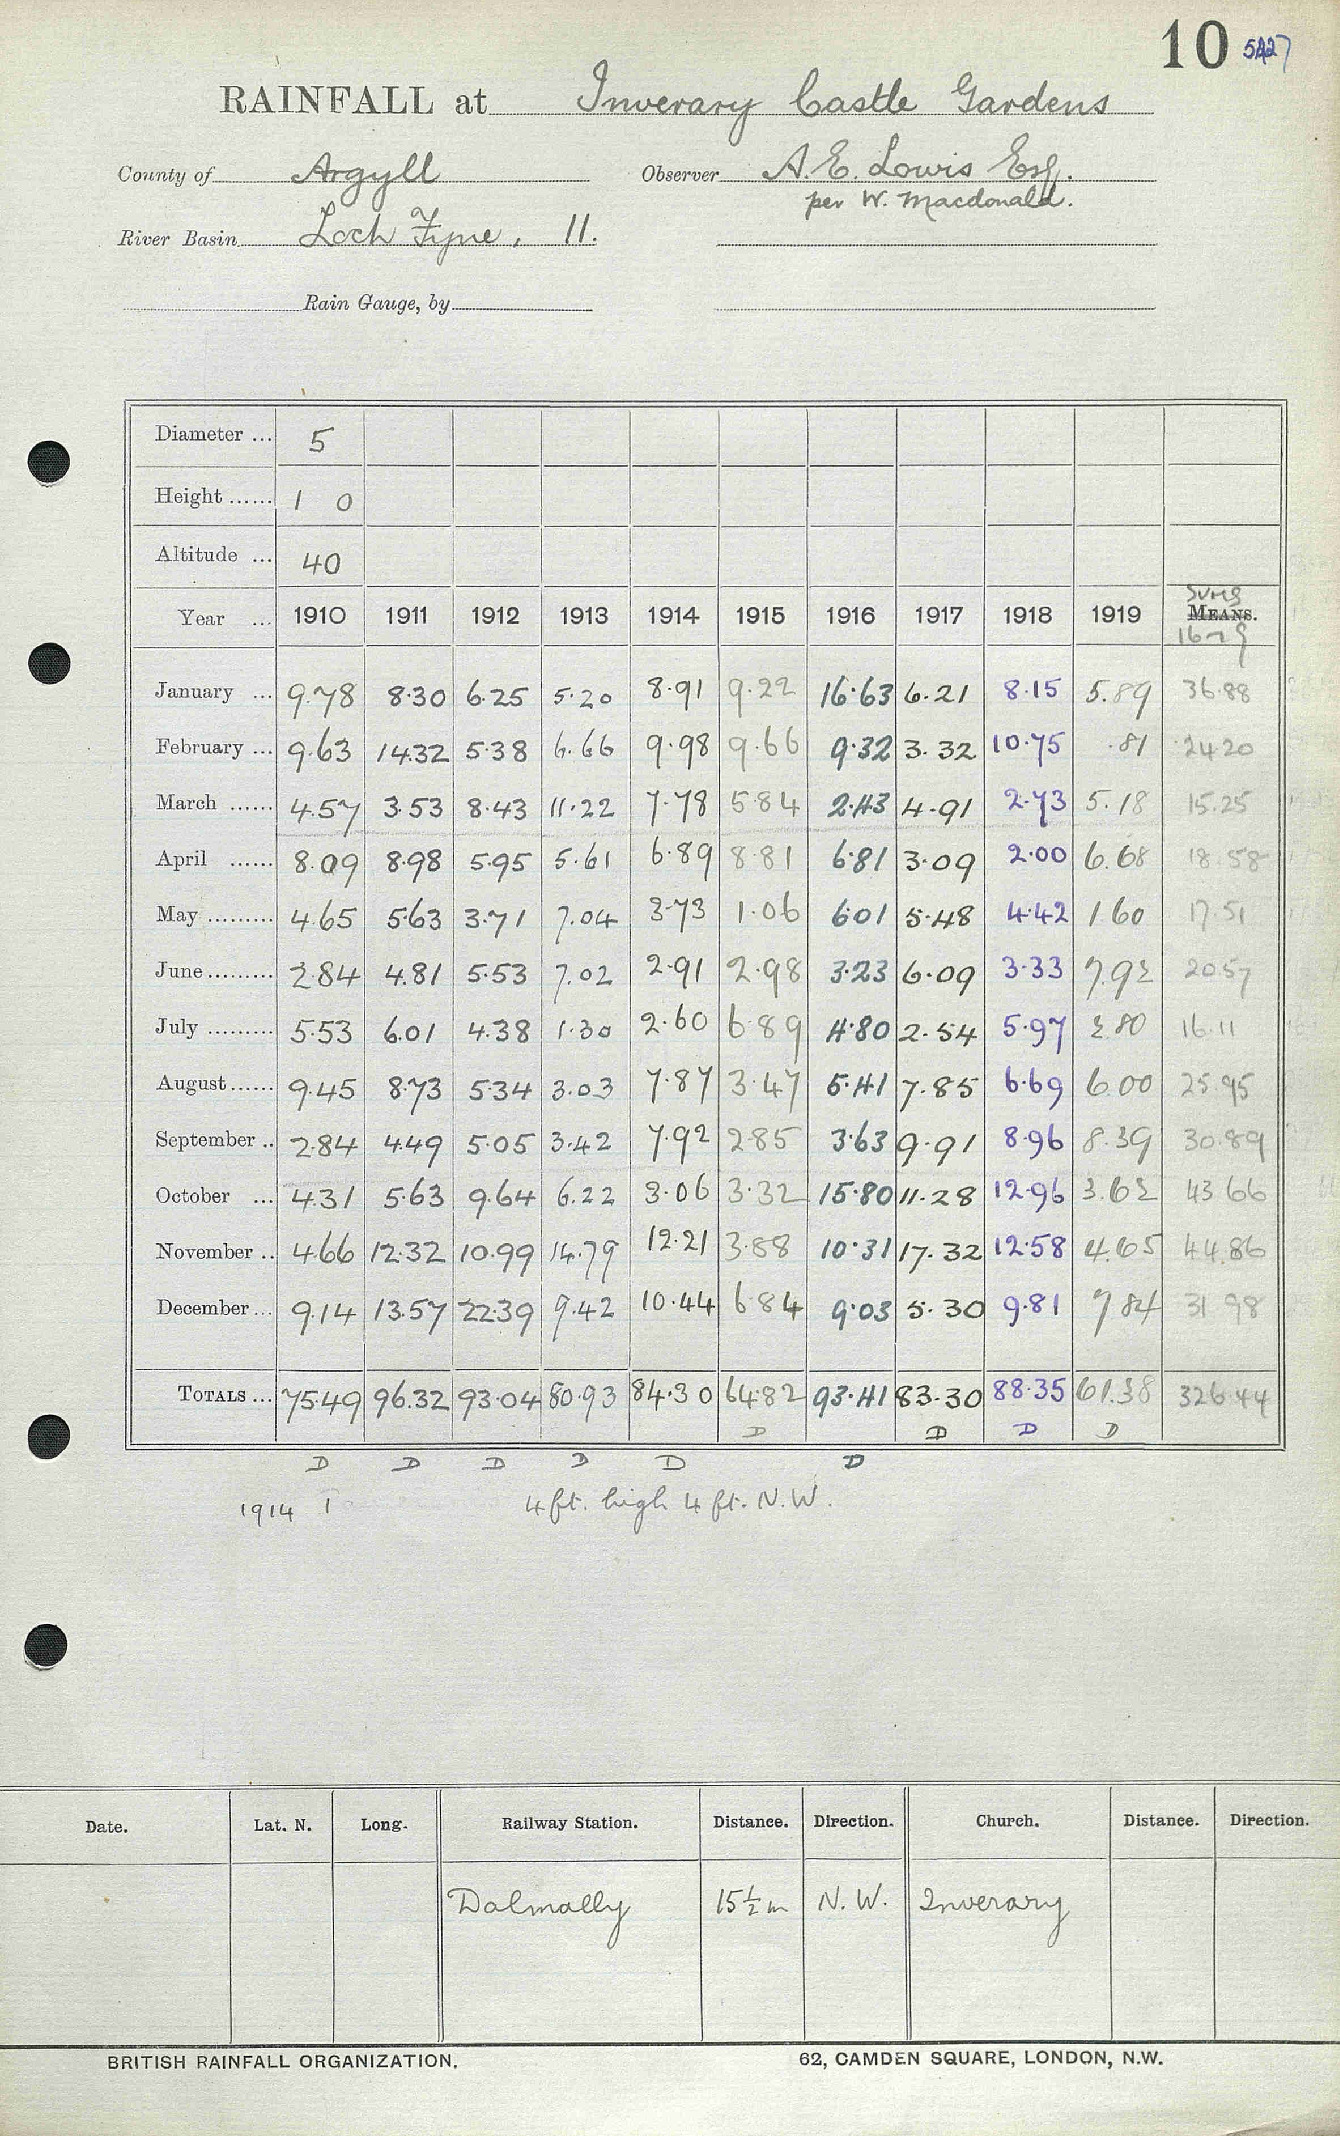 10 5227
RAINFALL at Inverary Castle Gardens
County of Argyll Observer A. E. Lowis Esq.
per W. Macdonald.
River Basin Loch Fyne, 11.
Rain Gauge, by
Diameter ... 5
Height ...... 1 0
Altitude ... 40
Sums
Year ... 1910 1911 1912 1913 1914 1915 1916 1917 1918 1919 MEANS.
16-19
January ... 9.78 8.30 6.25 5.20 8.91 9.22 16.63 6.21 8.15 5.89 36.88
February ... 9.63 14.32 5.38 6.66 9.98 9.66 9.32 3.32 10.75 .81 24.20
March ...... 4.57 3.53 8.43 11.22 7.78 5.84 2.43 4.91 2.73 5.18 15.25
April ...... 8.09 8.98 5.95 5.61 6.89 8.81 6.81 3.09 2.00 6.68 18.58
May ......... 4.65 5.63 3.71 7.04 3.73 1.06 6.01 5.48 4.42 1.60 17.51
June ......... 2.84 4.81 5.53 7.02 2.91 2.98 3.23 6.09 3.33 7.92 20.57
July ......... 5.53 6.01 4.38 1.30 2.60 6.89 4.80 2.54 5.97 2.80 16.11
August ...... 9.45 8.73 5.34 3.03 7.87 3.47 5.41 7.85 6.69 6.00 25.95
September .. 2.84 4.49 5.05 3.42 7.92 2.85 3.63 9.91 8.96 8.39 30.89
October ... 4.31 5.63 9.64 6.22 3.06 3.32 15.80 11.28 12.96 3.62 43.66
November .. 4.66 12.32 10.99 14.79 12.21 3.88 10.31 17.32 12.58 4.65 44.86
December ... 9.14 13.57 22.39 9.42 10.44 6.84 9.03 5.30 9.81 7.84 31.98
TOTALS ... 75.49 96.32 93.04 80.93 84.30 64.82 93.41 83.30 88.35 61.38 326.44
D D D D
D D D D D D
1914 1 4 ft. high 4 ft. N.W.
Date. Lat. N. Long. Railway Station. Distance. Direction. Church. Distance. Direction.
Dalmally 15½ m N.W. Inverary
BRITISH RAINFALL ORGANIZATION. 62, CAMDEN SQUARE, LONDON, N.W.